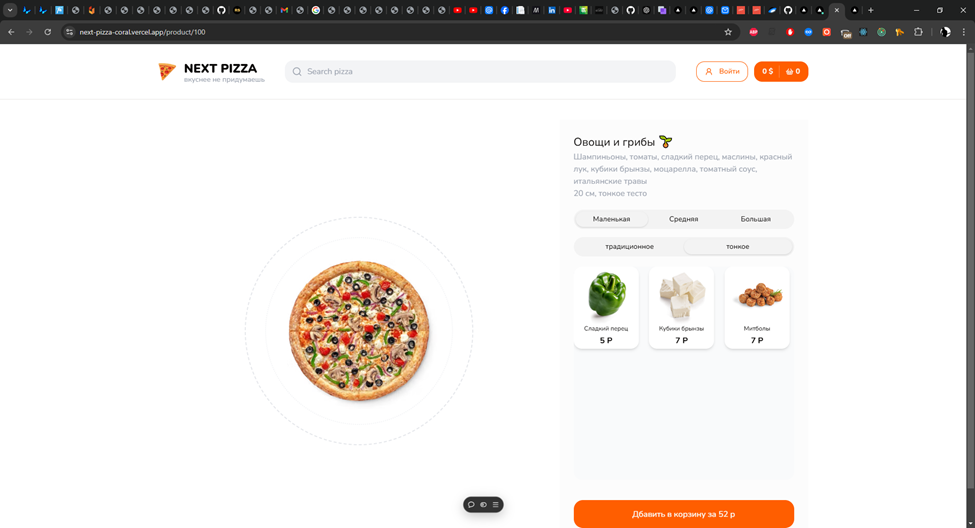 next-pizza-coral.vercel.app/product/100
NEXT PIZZA
вкуснее не придумаешь
Search pizza
Войти
0 $ 0
Овощи и грибы
Шампиньоны, томаты, сладкий перец, маслины, красный
лук, кубики брынзы, моцарелла, томатный соус,
итальянские травы
20 см, тонкое тесто
Маленькая Средняя Большая
традиционное тонкое
Сладкий перец Кубики брынзы Митболы
5 Р 7 Р 7 Р
Дбавить в корзину за 52 р